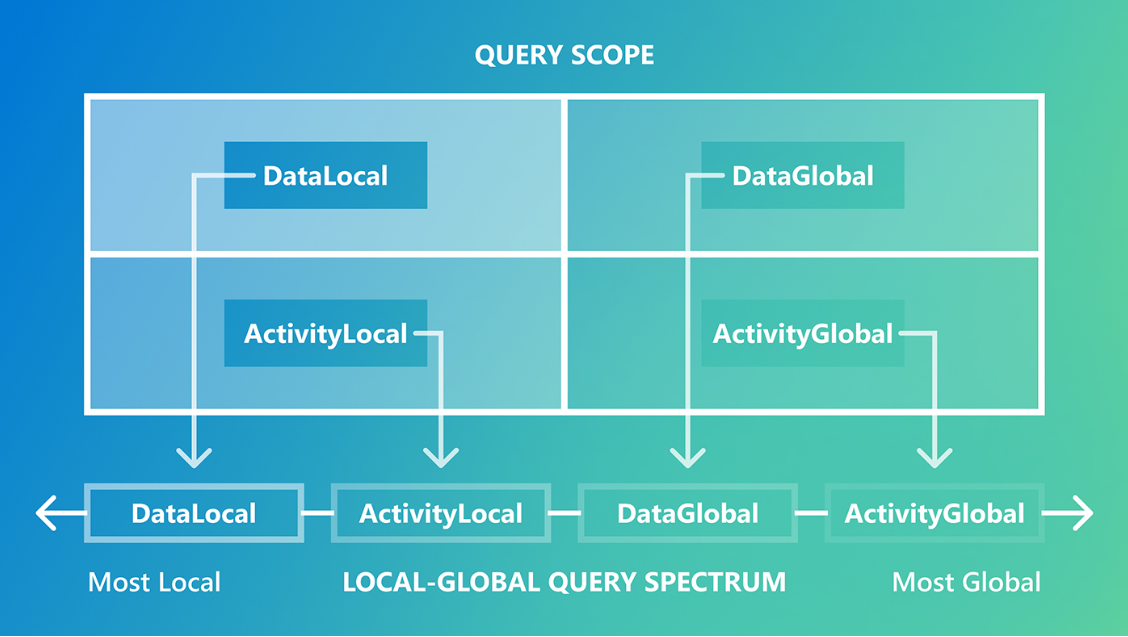 QUERY SCOPE
DataLocal
DataGlobal
ActivityLocal
ActivityGlobal
DataLocal
ActivityLocal
DataGlobal
ActivityGlobal
Most Local
LOCAL-GLOBAL QUERY SPECTRUM
Most Global